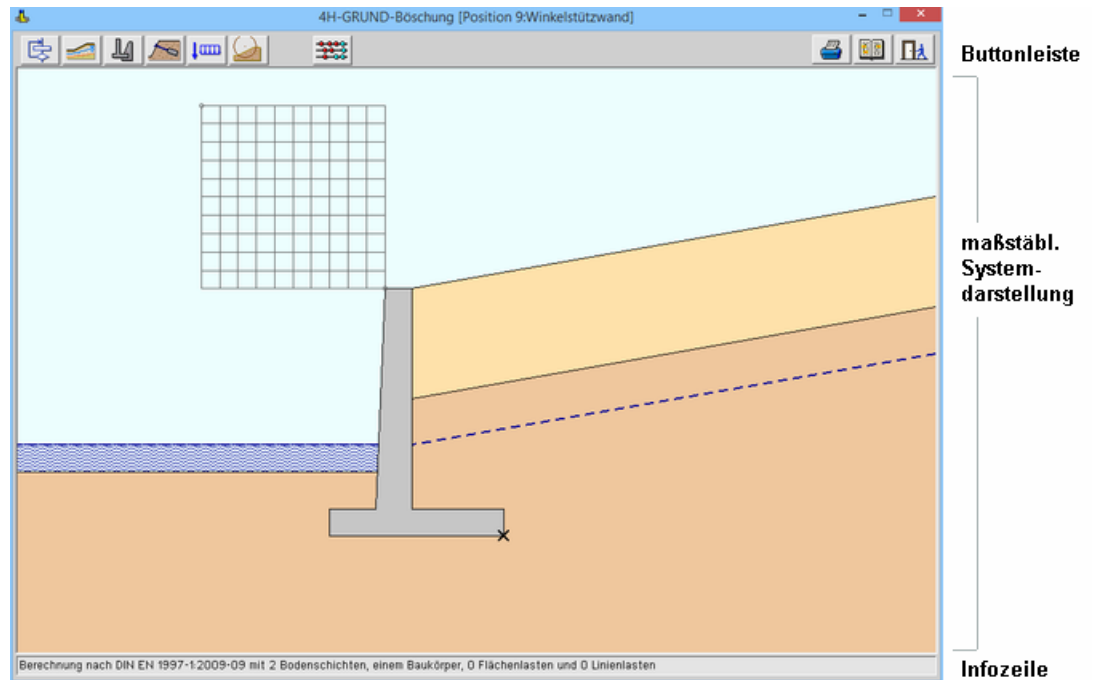 4H-GRUND-Böschung [Position 9:Winkelstützwand]
Buttonleiste
maßstäbl.
System-
darstellung
Berechnung nach DIN EN 1997-1:2009-09 mit 2 Bodenschichten, einem Baukörper, 0 Flächenlasten und 0 Linienlasten
Infozeile